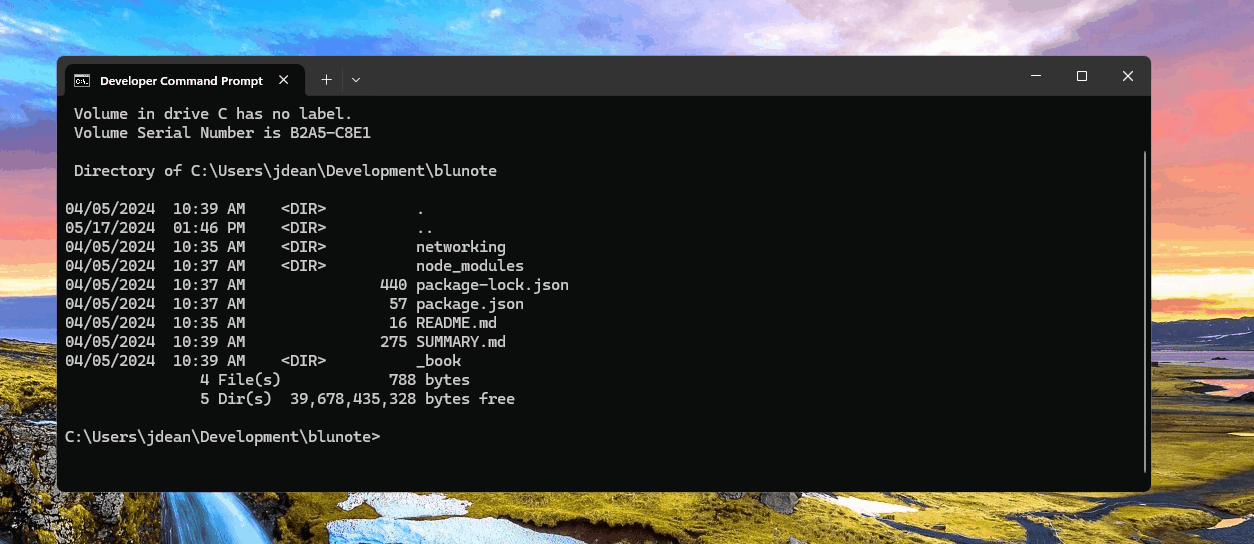 Developer Command Prompt
Volume in drive C has no label.
Volume Serial Number is B2A5-C8E1
Directory of C:\Users\jdean\Development\blunote
04/05/2024  10:39 AM    <DIR>          .
05/17/2024  01:46 PM    <DIR>          ..
04/05/2024  10:35 AM    <DIR>          networking
04/05/2024  10:37 AM    <DIR>          node_modules
04/05/2024  10:37 AM               440 package-lock.json
04/05/2024  10:37 AM                57 package.json
04/05/2024  10:35 AM                16 README.md
04/05/2024  10:39 AM               275 SUMMARY.md
04/05/2024  10:39 AM    <DIR>          _book
4 File(s)            788 bytes
5 Dir(s)  39,678,435,328 bytes free
C:\Users\jdean\Development\blunote>